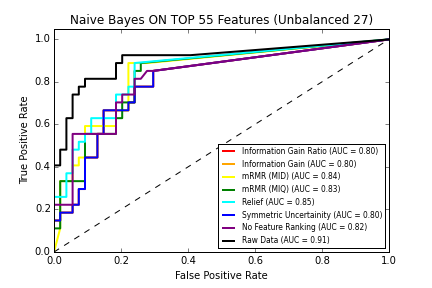 Naive Bayes ON TOP 55 Features (Unbalanced 27)
1.0
0.8
0.6
0.4
0.2
0.0
True Positive Rate
Information Gain Ratio (AUC = 0.80)
Information Gain (AUC = 0.80)
mRMR (MID) (AUC = 0.84)
mRMR (MIQ) (AUC = 0.83)
Relief (AUC = 0.85)
Symmetric Uncertainity (AUC = 0.80)
No Feature Ranking (AUC = 0.82)
Raw Data (AUC = 0.91)
0.0 0.2 0.4 0.6 0.8 1.0
False Positive Rate